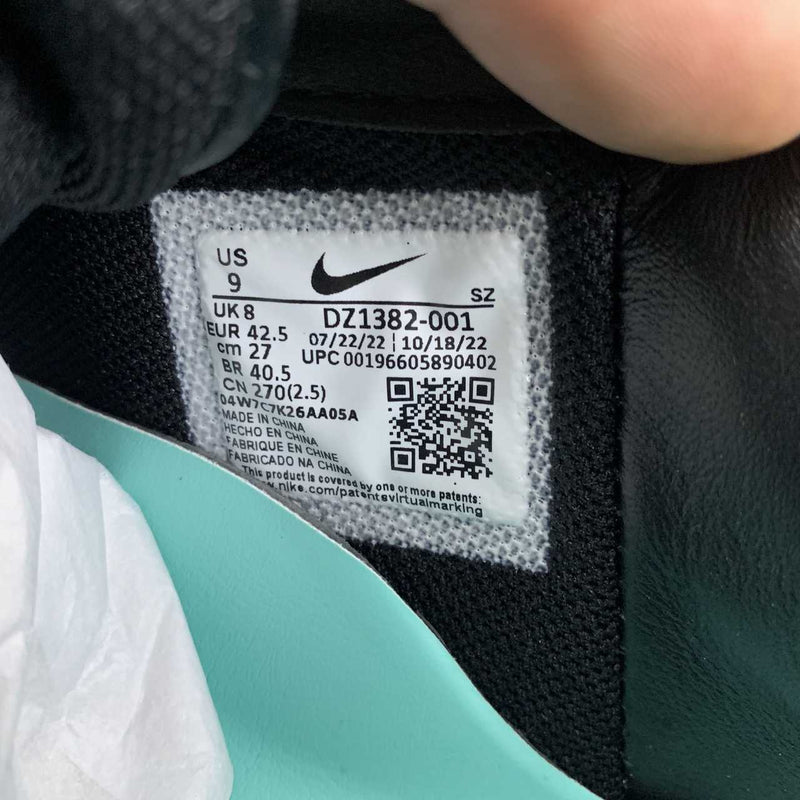 US
9
SZ
UK 8
DZ1382-001
EUR 42.5
07/22/22 | 10/18/22
cm 27
UPC 00196605890402
BR 40.5
CN 270(2.5)
04W7C7K26AA05A
MADE IN CHINA
HECHO EN CHINA
FABRIQUE EN CHINE
FABRICADO NA CHINA
This product is covered by one or more patents:
.nike.com/patentsvirtualmarking